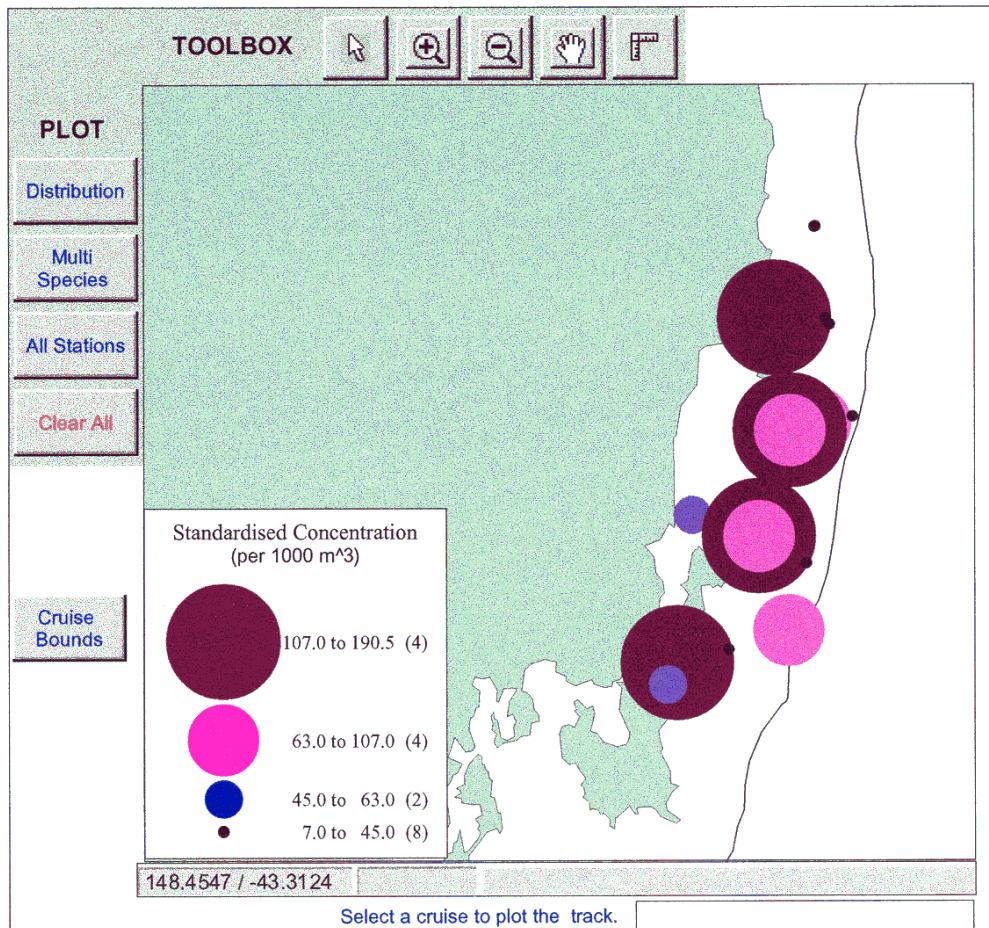 TOOLBOX
PLOT
Distribution
Multi
Species
All Stations
Clear All
Cruise
Bounds
Standardised Concentration
(per 1000 m^3)
107.0 to 190.5 (4)
63.0 to 107.0 (4)
45.0 to 63.0 (2)
7.0 to 45.0 (8)
148.4547 / -43.3124
Select a cruise to plot the track.